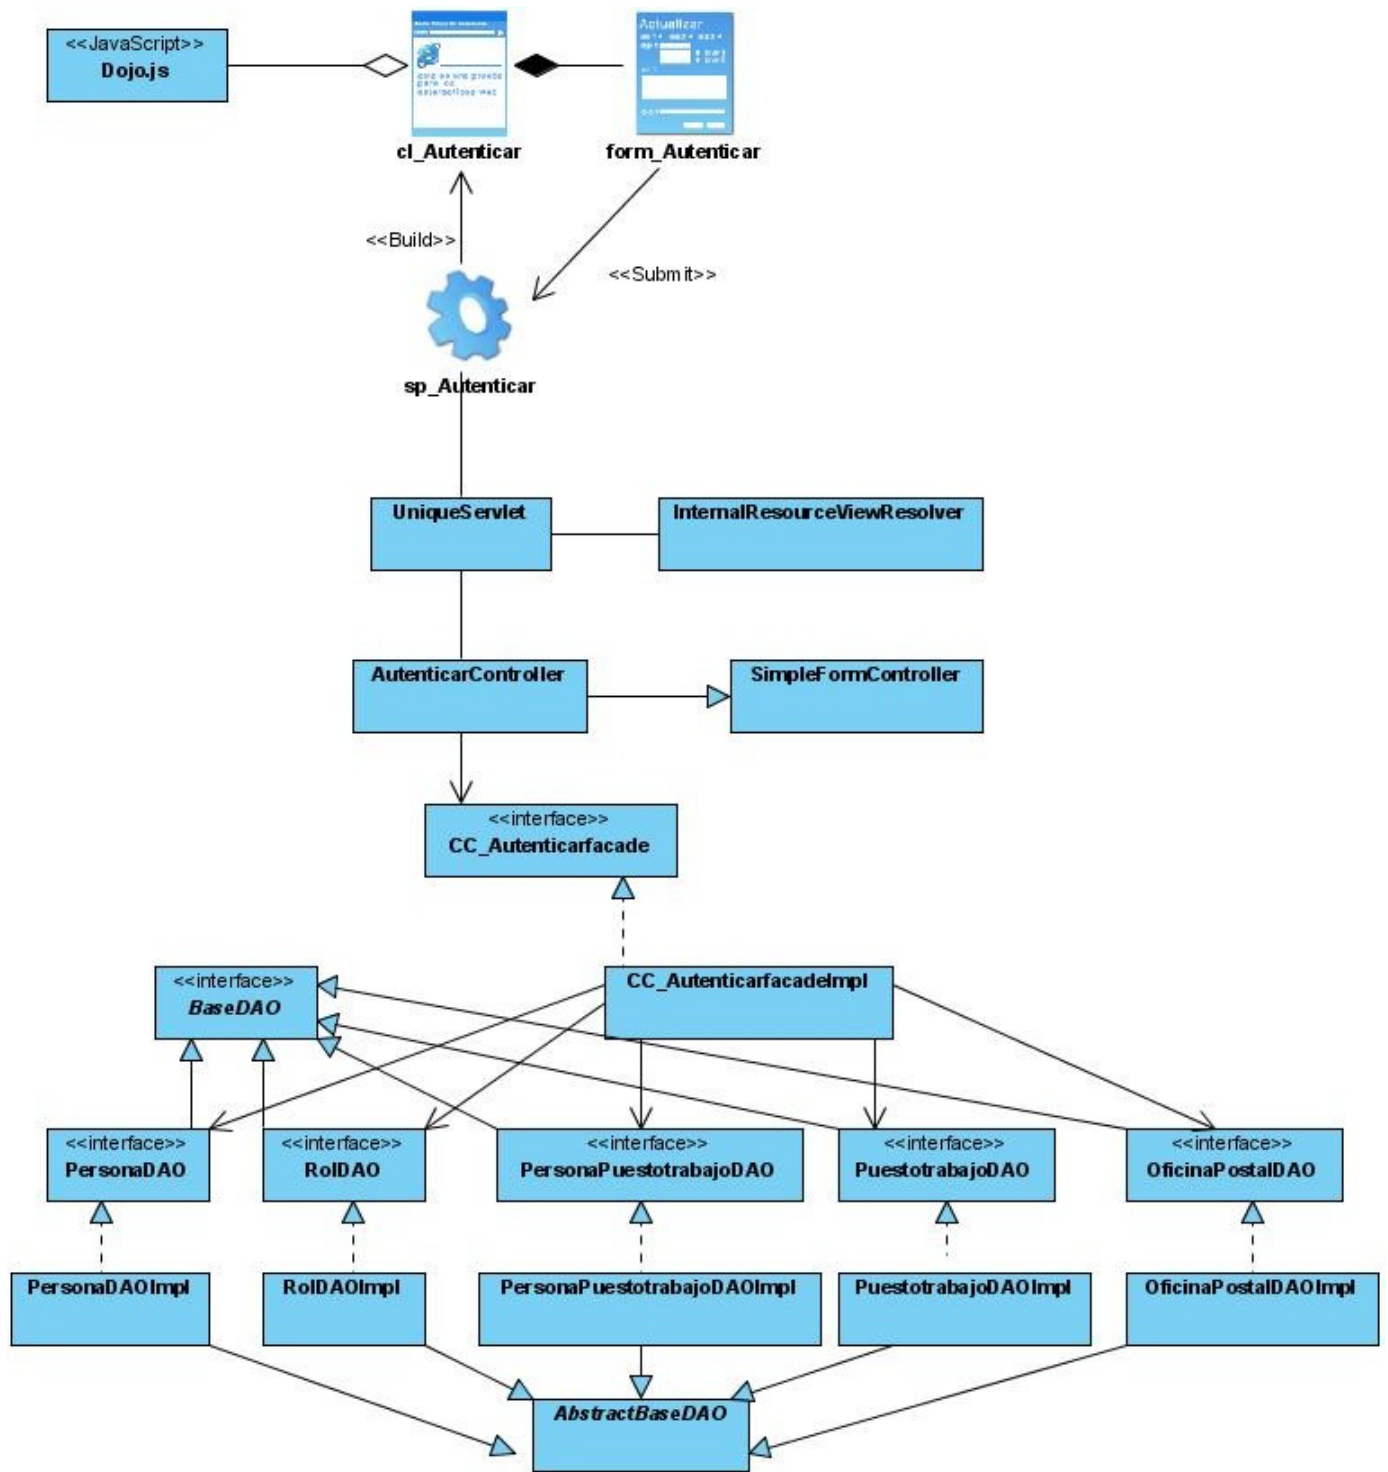 <<JavaScript>>
Dojo.js
Actualizar
cl_Autenticar
form_Autenticar
<<Build>>
<<Submit>>
sp_Autenticar
UniqueServlet
InternalResourceViewResolver
AutenticarController
SimpleFormController
<<interface>>
CC_Autenticarfacade
<<interface>>
BaseDAO
CC_AutenticarfacadeImpl
<<interface>>
PersonaDAO
<<interface>>
RolDAO
<<interface>>
PersonaPuestotrabajoDAO
<<interface>>
PuestotrabajoDAO
<<interface>>
OficinaPostalDAO
PersonaDAOImpl
RolDAOImpl
PersonaPuestotrabajoDAOImpl
PuestotrabajoDAOImpl
OficinaPostalDAOImpl
AbstractBaseDAO